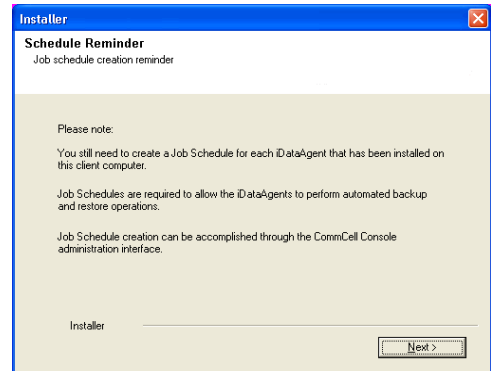 Installer
Schedule Reminder
Job schedule creation reminder
Please note:
You still need to create a Job Schedule for each iDataAgent that has been installed on
this client computer.
Job Schedules are required to allow the iDataAgents to perform automated backup
and restore operations.
Job Schedule creation can be accomplished through the CommCell Console
administration interface.
Installer
Next >